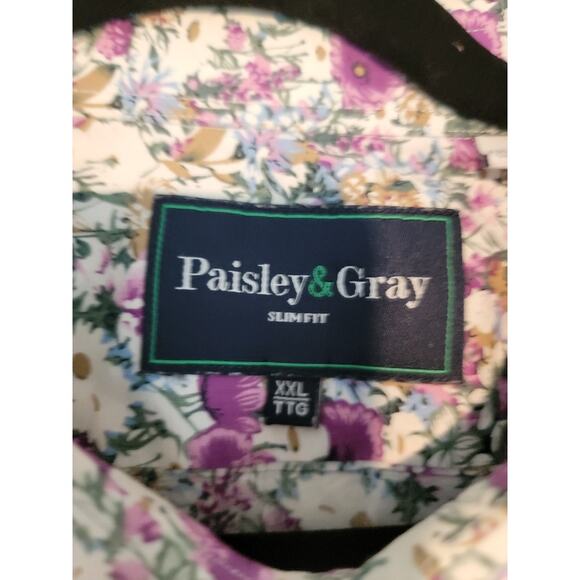 Paisley&Gray
SLIM FIT
XXL
TTG